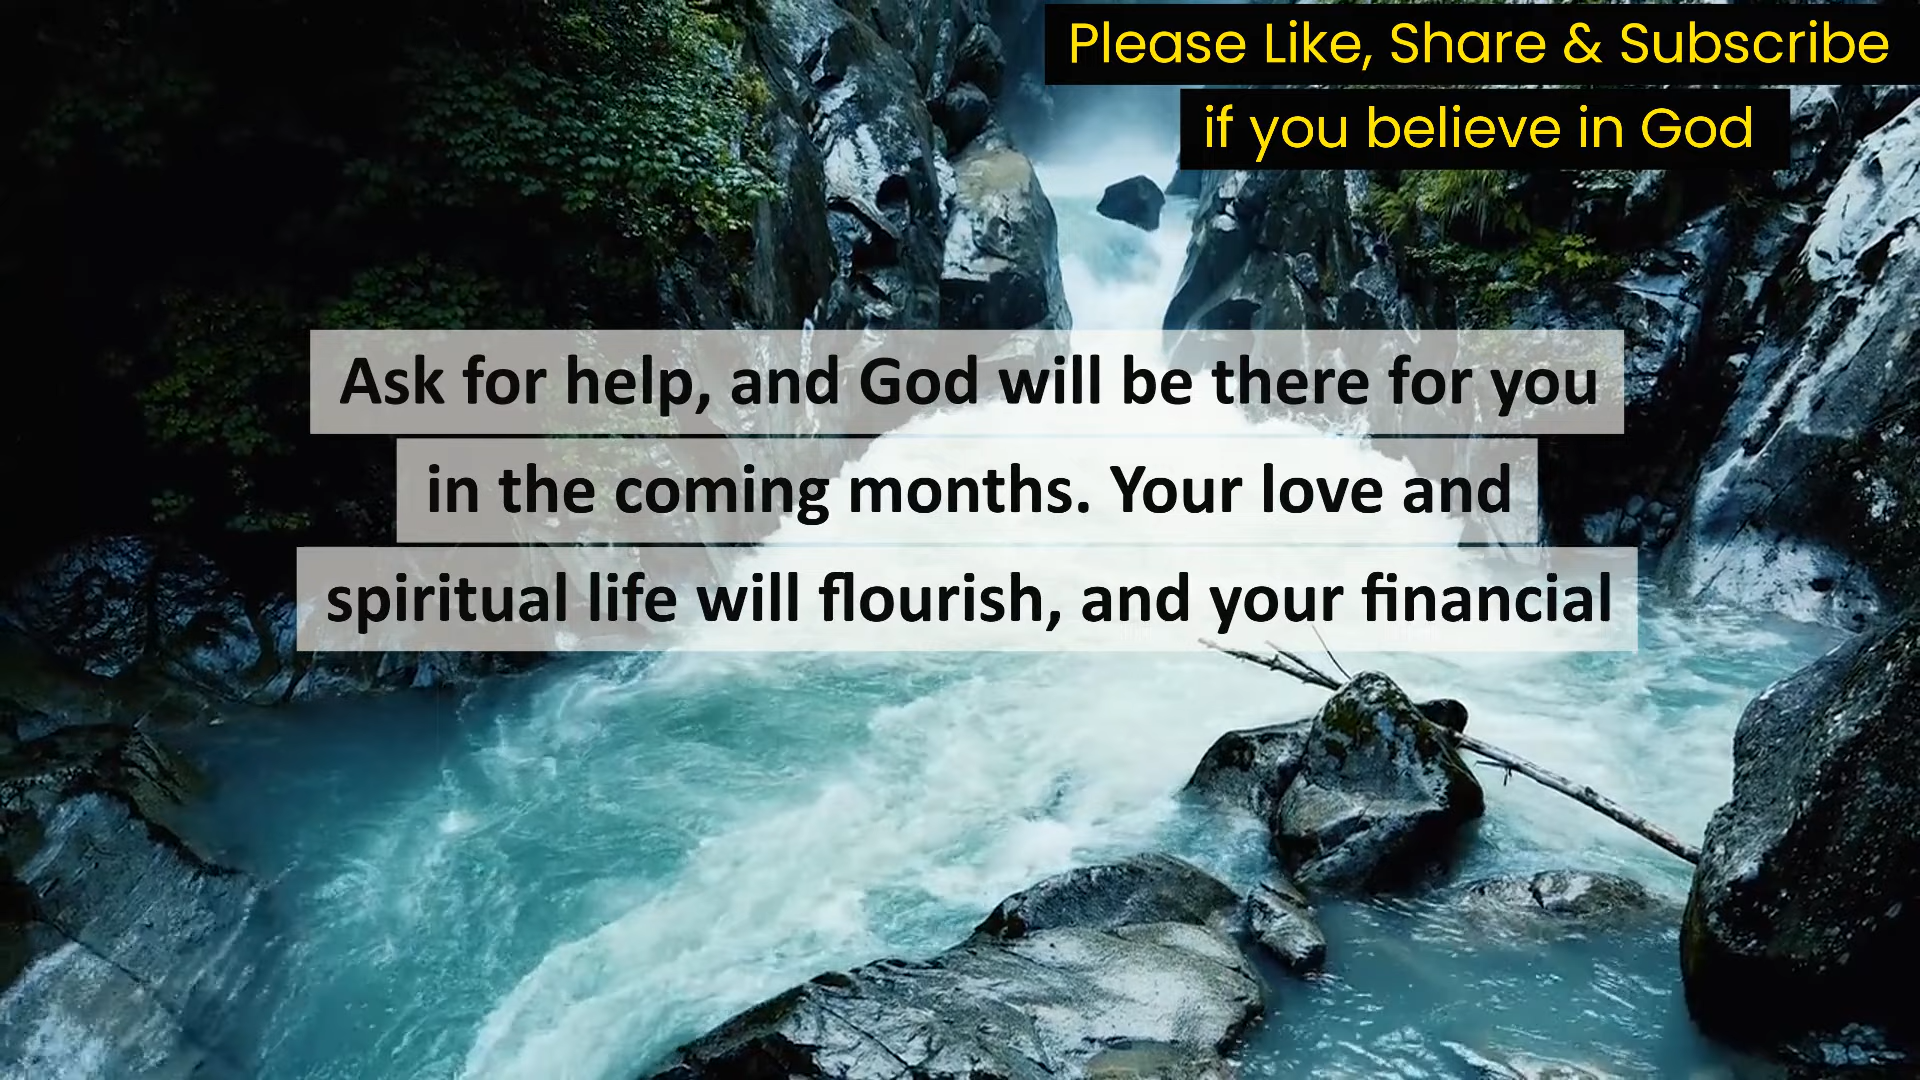 Please Like, Share & Subscribe
if you believe in God
Ask for help, and God will be there for you
in the coming months. Your love and
spiritual life will flourish, and your financial